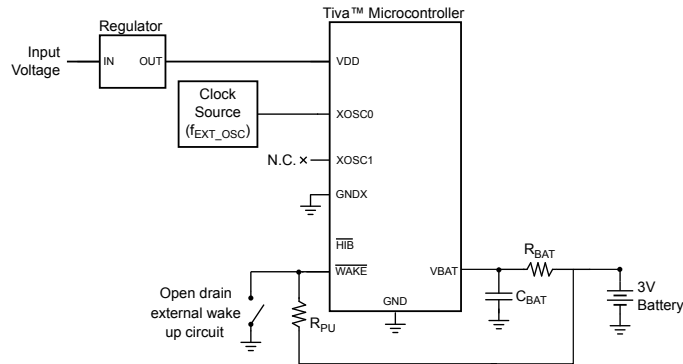 Tiva™ Microcontroller
Regulator
Input
Voltage
IN
OUT
VDD
Clock
Source
(fEXT_OSC)
XOSC0
N.C.
XOSC1
GNDX
HIB
WAKE
VBAT
RBAT
Open drain
external wake
up circuit
RPU
GND
CBAT
3V
Battery